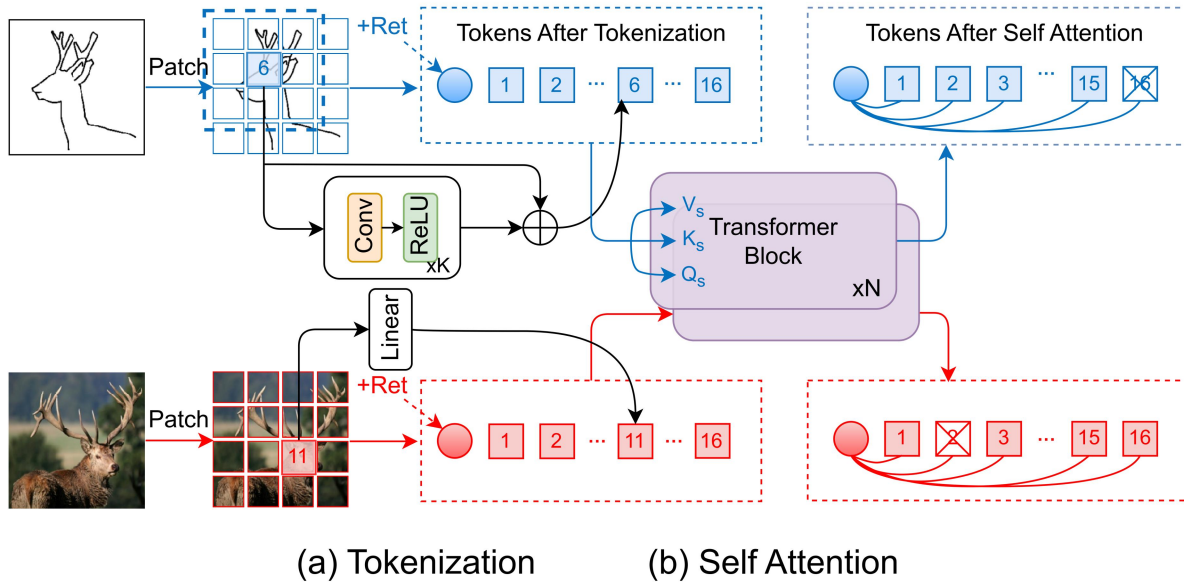 Patch
6
+Ret
Tokens After Tokenization
1 2 ... 6 ... 16
Tokens After Self Attention
1 2 3 ... 15 16
Conv
ReLU
xK
Vs
Ks
Qs
Transformer
Block
xN
Linear
Patch
11
+Ret
1 2 ... 11 ... 16
1 2 3 ... 15 16
(a) Tokenization
(b) Self Attention